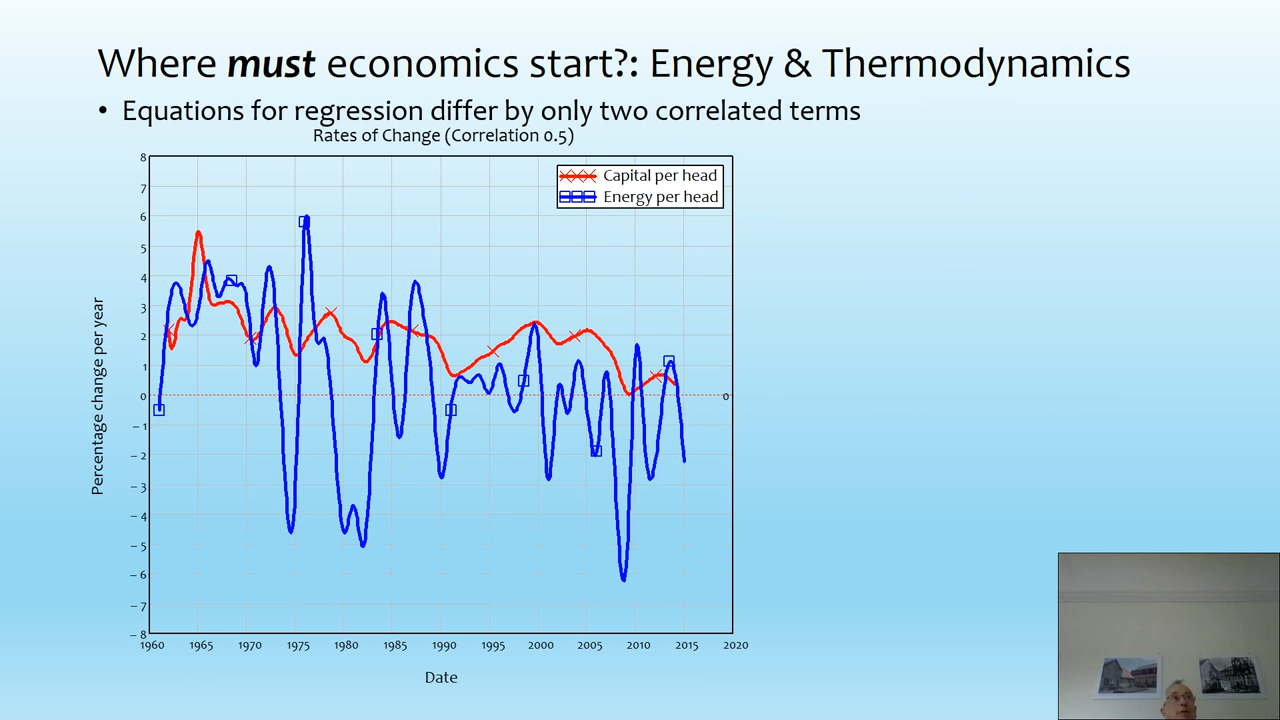 Where must economics start?: Energy & Thermodynamics
• Equations for regression differ by only two correlated terms
Rates of Change (Correlation 0.5)
Capital per head
Energy per head
Percentage change per year
8
7
6
5
4
3
2
1
0
0
– 1
– 2
– 3
– 4
– 5
– 6
– 7
– 8
1960 1965 1970 1975 1980 1985 1990 1995 2000 2005 2010 2015 2020
Date